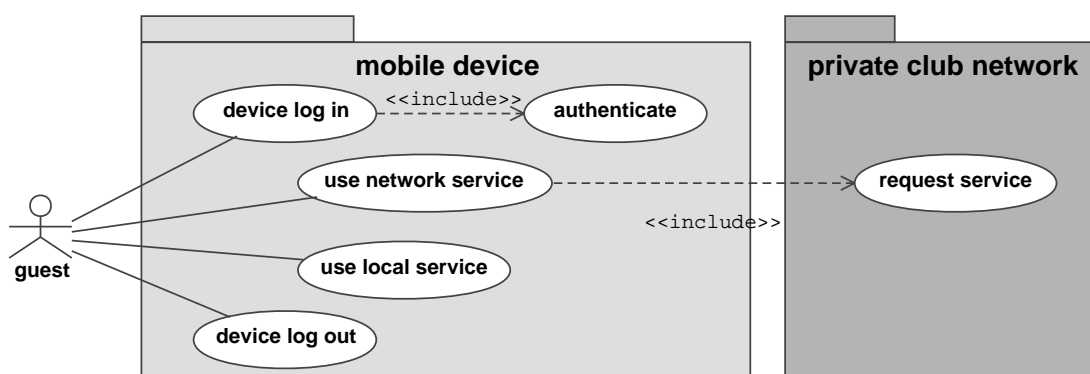 mobile device
private club network
device log in
<<include>>
authenticate
use network service
request service
<<include>>
guest
use local service
device log out